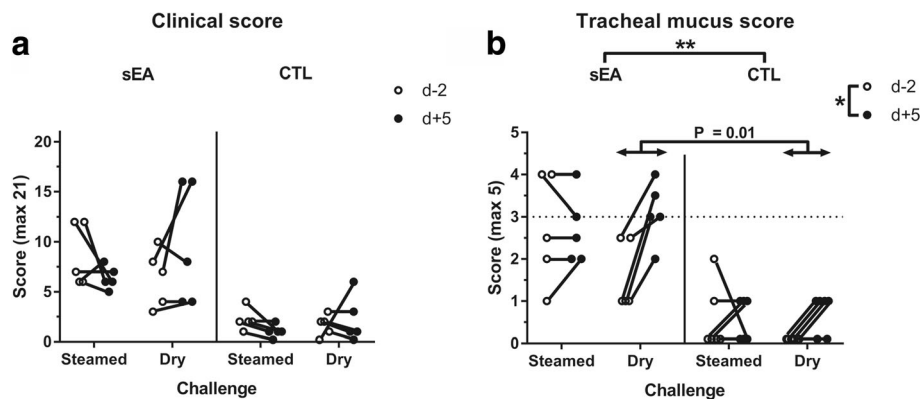 Clinical score
a
sEA
CTL
d-2
d+5
Score (max 21)
20
15
10
5
0
Steamed
Dry
Steamed
Dry
Challenge
Tracheal mucus score
b
**
sEA
CTL
d-2
*
d+5
P = 0.01
Score (max 5)
5
4
3
2
1
0
Steamed
Dry
Steamed
Dry
Challenge